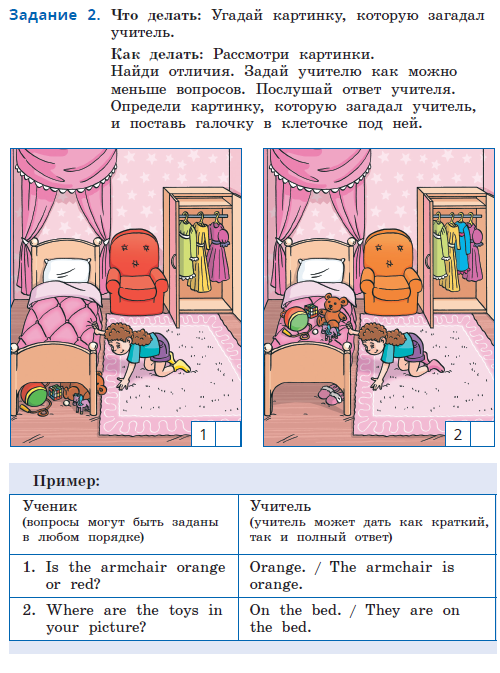 Задание 2. Что делать: Угадай картинку, которую загадал
учитель.
Как делать: Рассмотри картинки.
Найди отличия. Задай учителю как можно
меньше вопросов. Послушай ответ учителя.
Определи картинку, которую загадал учитель,
и поставь галочку в клеточке под ней.
1
2
Пример:
Ученик
(вопросы могут быть заданы
в любом порядке)
Учитель
(учитель может дать как краткий,
так и полный ответ)
1. Is the armchair orange
or red?
Orange. / The armchair is
orange.
2. Where are the toys in
your picture?
On the bed. / They are on
the bed.